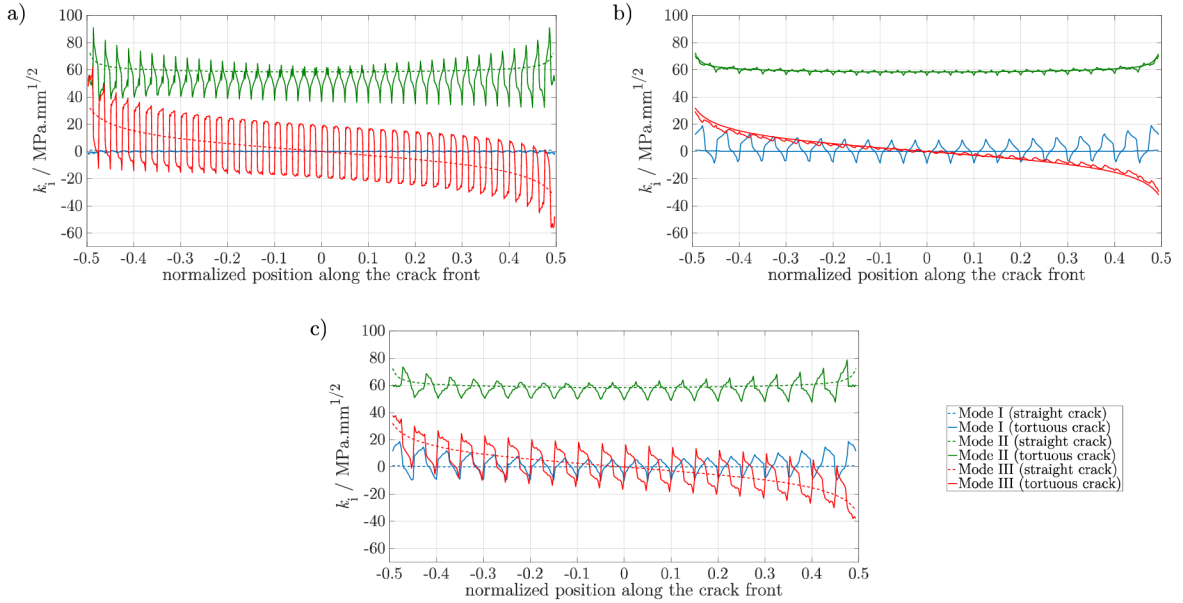 a)
k_i / MPa.mm^1/2
100
80
60
40
20
0
-20
-40
-60
-0.5 -0.4 -0.3 -0.2 -0.1 0 0.1 0.2 0.3 0.4 0.5
normalized position along the crack front
b)
k_i / MPa.mm^1/2
100
80
60
40
20
0
-20
-40
-60
-0.5 -0.4 -0.3 -0.2 -0.1 0 0.1 0.2 0.3 0.4 0.5
normalized position along the crack front
c)
k_i / MPa.mm^1/2
100
80
60
40
20
0
-20
-40
-60
-0.5 -0.4 -0.3 -0.2 -0.1 0 0.1 0.2 0.3 0.4 0.5
normalized position along the crack front
Mode I (straight crack)
Mode I (tortuous crack)
Mode II (straight crack)
Mode II (tortuous crack)
Mode III (straight crack)
Mode III (tortuous crack)